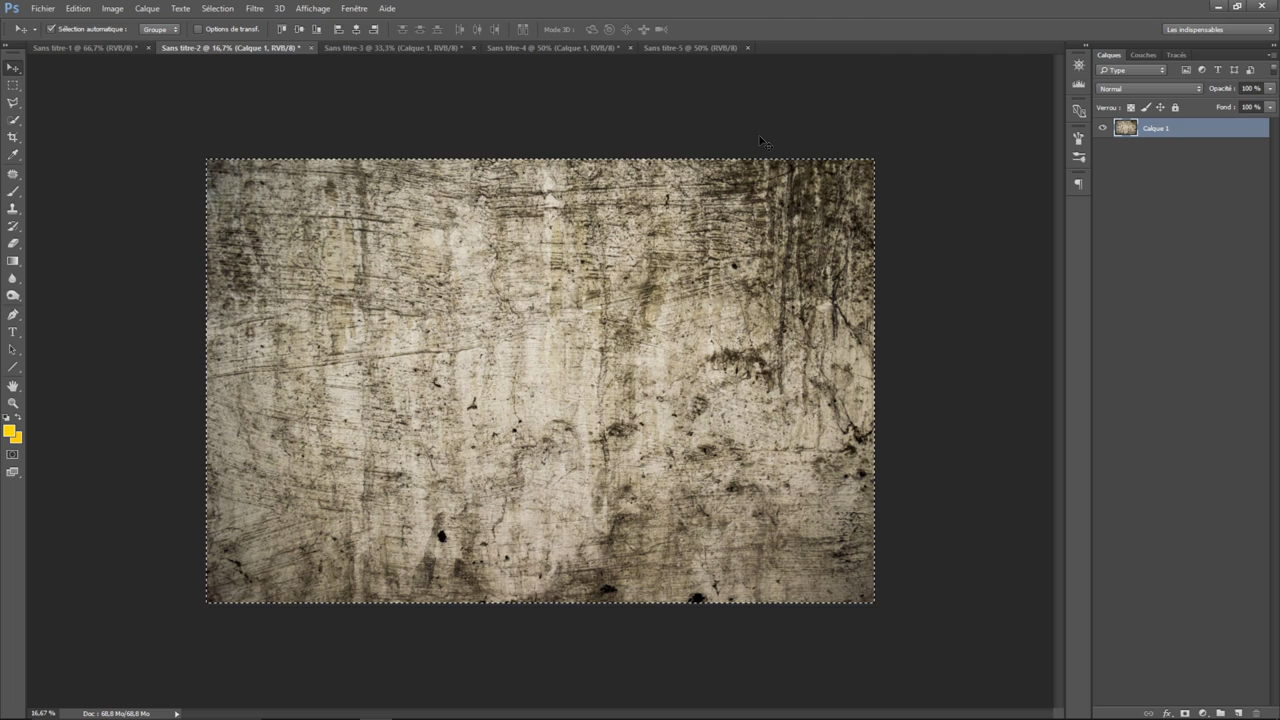 Ps Fichier Edition Image Calque Texte Sélection Filtre 3D Affichage Fenêtre Aide
Sélection automatique : Groupe Options de transf. Mode 3D : Les indispensables
Sans titre-1 @ 66,7% (RVB/8) * × Sans titre-2 @ 16,7% (Calque 1, RVB/8) * × Sans titre-3 @ 33,3% (Calque 1, RVB/8) * × Sans titre-4 @ 50% (Calque 1, RVB/8) * × Sans titre-5 @ 50% (RVB/8) ×
Calques Couches Tracés
Type
Normal Opacité : 100 %
Verrou : Fond : 100 %
Calque 1
16,67 % Doc : 68,8 Mo/68,8 Mo